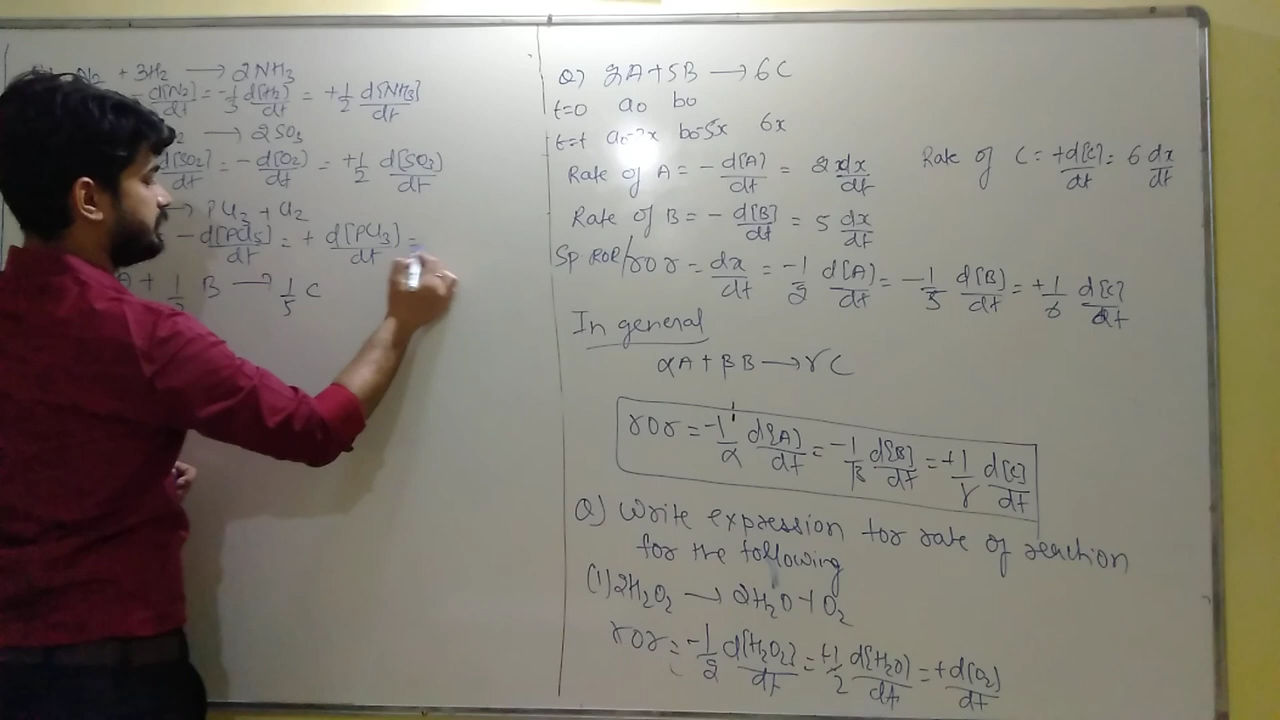 N2 + 3H2 → 2NH3
- d[N2]/dt = -1/3 d[H2]/dt = +1/2 d[NH3]/dt
→ 2SO3
d[SO2]/dt = - d[O2]/dt = +1/2 d[SO3]/dt
→ PCl3 + Cl2
- d[PCl5]/dt = + d[PCl3]/dt =
A + B → 1/5 C
Q) 2A + 5B → 6C
t=0 a0 b0
t=t a0-2x b0-5x 6x
Rate of A = - d[A]/dt = 2 dx/dt
Rate of C = + d[C]/dt = 6 dx/dt
Rate of B = - d[B]/dt = 5 dx/dt
Sp ROR/ror = dx/dt = -1/2 d[A]/dt = -1/5 d[B]/dt = +1/6 d[C]/dt
In general
αA + βB → γC
ror = -1/α d[A]/dt = -1/β d[B]/dt = +1/γ d[C]/dt
Q) Write expression for rate of reaction
for the following
(1) 2H2O2 → 2H2O + O2
ror = -1/2 d[H2O2]/dt = +1/2 d[H2O]/dt = + d[O2]/dt